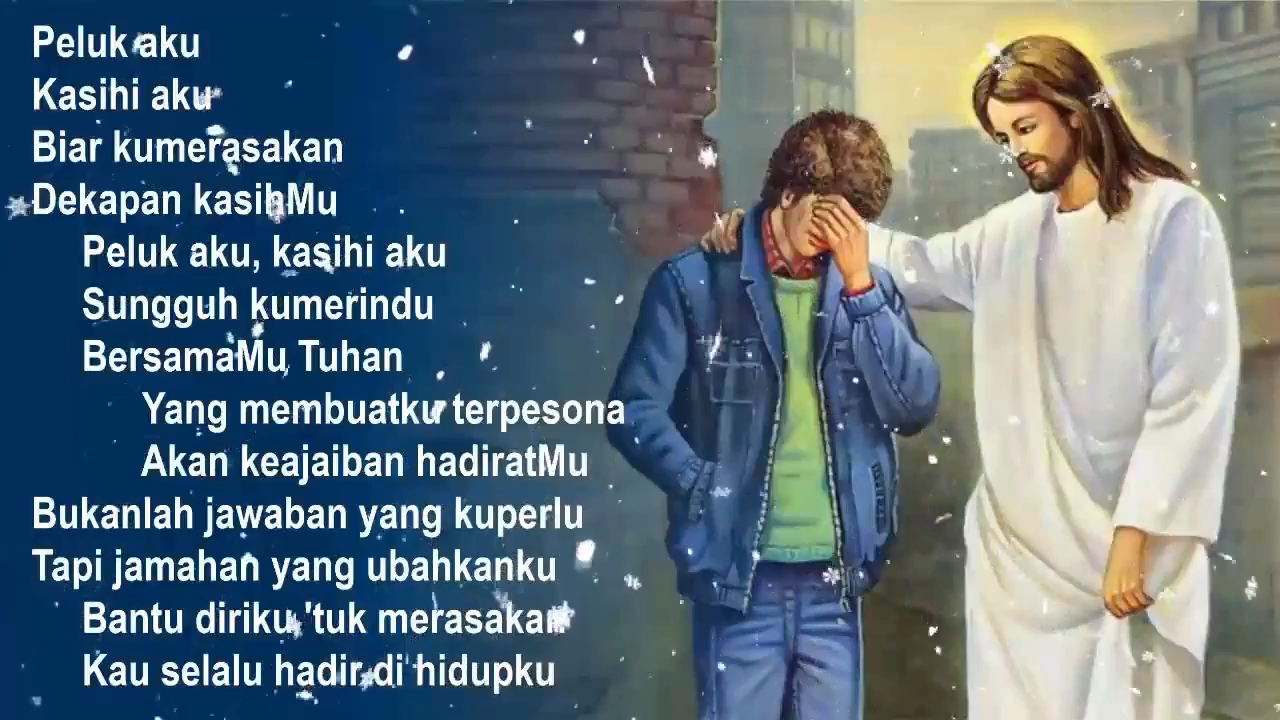 Peluk aku
Kasihi aku
Biar kumerasakan
Dekapan kasihMu
Peluk aku, kasihi aku
Sungguh kumerindu
BersamaMu Tuhan
Yang membuatku terpesona
Akan keajaiban hadiratMu
Bukanlah jawaban yang kuperlu
Tapi jamahan yang ubahkanku
Bantu diriku 'tuk merasakan
Kau selalu hadir di hidupku